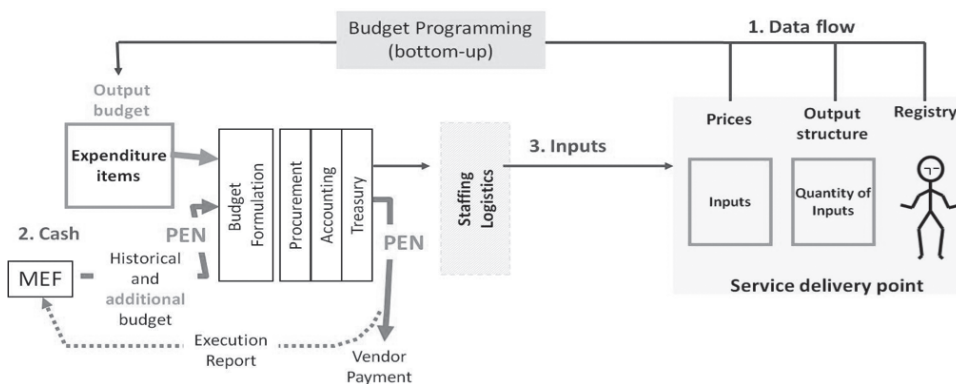 Budget Programming
(bottom-up)
1. Data flow
Output
budget
Expenditure
items
Budget
Formulation
Procurement
Accounting
Treasury
Staffing
Logistics
3. Inputs
Prices
Output
structure
Registry
Inputs
Quantity of
Inputs
Service delivery point
2. Cash
PEN
PEN
MEF
Historical
and
additional
budget
Execution
Report
Vendor
Payment